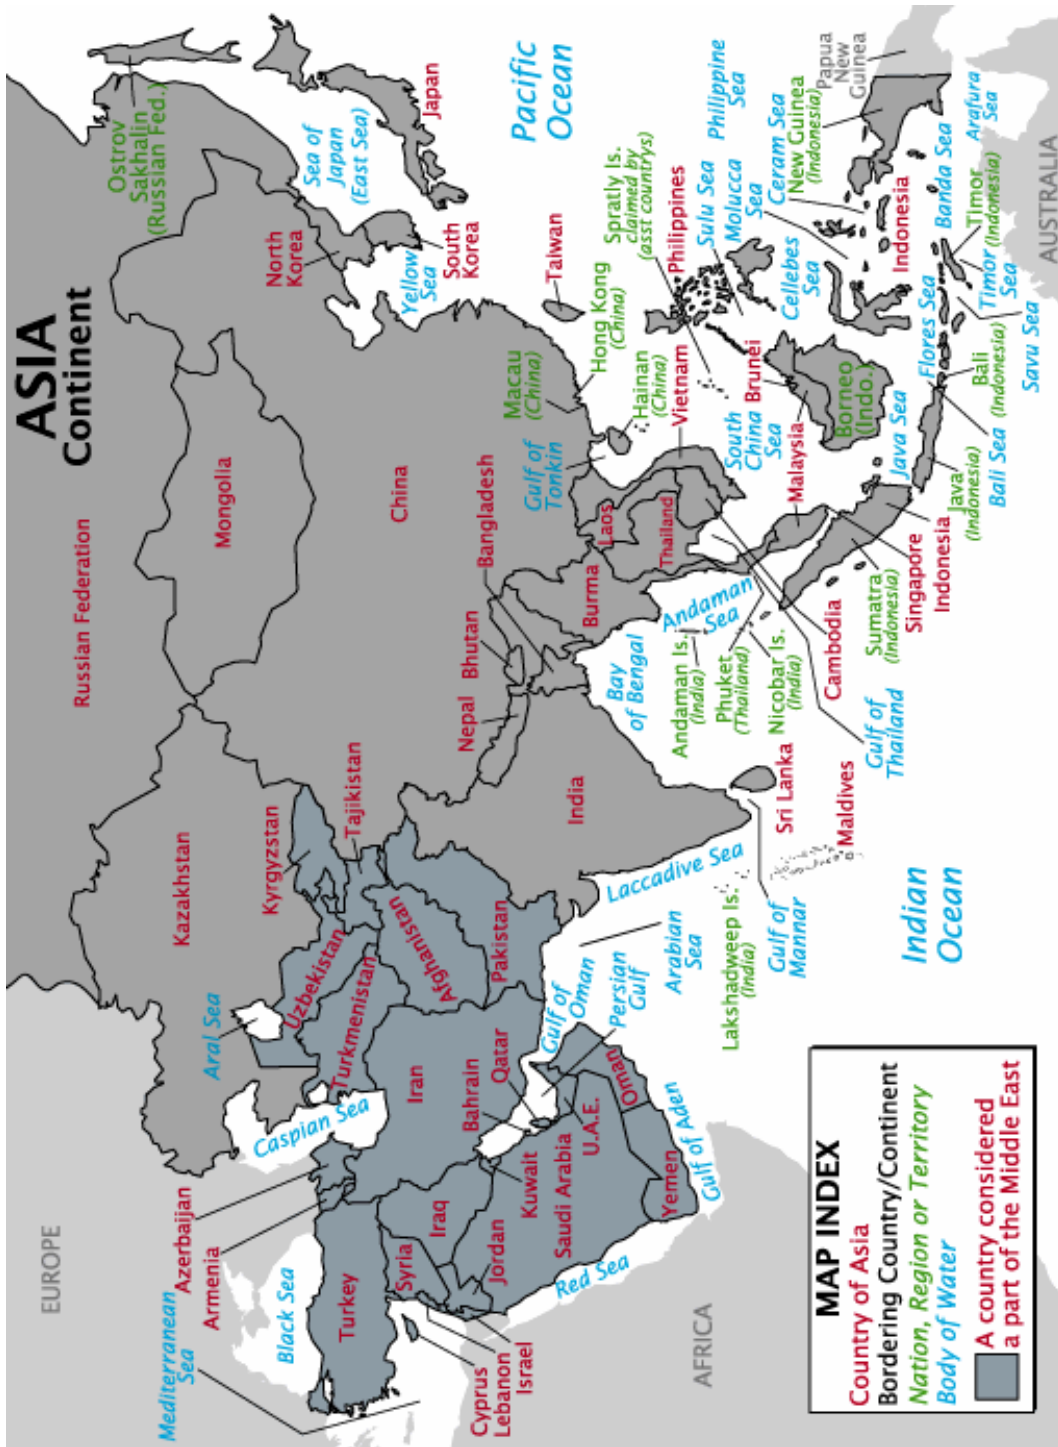 ASIA
Continent
EUROPE
Russian Federation
Ostrov
Sakhalin
(Russian Fed.)
Mongolia
Kazakhstan
Mediterranean
Sea
Azerbaijan
Armenia
Black Sea
Caspian Sea
Aral Sea
Kyrgyzstan
Tajikistan
Uzbekistan
Turkmenistan
Afghanistan
Pakistan
Turkey
Syria
Iraq
Iran
Jordan
Kuwait
Bahrain
Qatar
Saudi Arabia
U.A.E.
Oman
Yemen
Cyprus
Lebanon
Israel
Red Sea
Gulf of Aden
Gulf of
Oman
Persian
Gulf
Arabian
Sea
AFRICA
China
North
Korea
South
Korea
Yellow
Sea
Sea of
Japan
(East Sea)
Japan
Pacific
Ocean
Nepal
Bhutan
Bangladesh
India
Burma
Laos
Thailand
Vietnam
Gulf of
Tonkin
Macau
(China)
Hong Kong
(China)
Hainan
(China)
Taiwan
Bay
of Bengal
Andaman
Sea
Laccadive Sea
Lakshadweep Is.
(India)
Gulf of
Mannar
Sri Lanka
Maldives
Andaman Is.
(India)
Phuket
(Thailand)
Nicobar Is.
(India)
Cambodia
Gulf of
Thailand
Indian
Ocean
Spratly Is.
claimed by
(asst countrys)
Philippines
Philippine
Sea
Sulu Sea
Molucca
Sea
Ceram Sea
New Guinea
(Indonesia)
Papua
New
Guinea
South
China
Sea
Brunei
Malaysia
Borneo
(Indo.)
Cellebes
Sea
Indonesia
Banda Sea
Arafura
Sea
Timor
(Indonesia)
Timor
Sea
Savu Sea
Flores Sea
Bali
(Indonesia)
Bali Sea
Java Sea
Java
(Indonesia)
Indonesia
Singapore
Sumatra
(Indonesia)
AUSTRALIA
MAP INDEX
Country of Asia
Bordering Country/Continent
Nation, Region or Territory
Body of Water
A country considered
a part of the Middle East